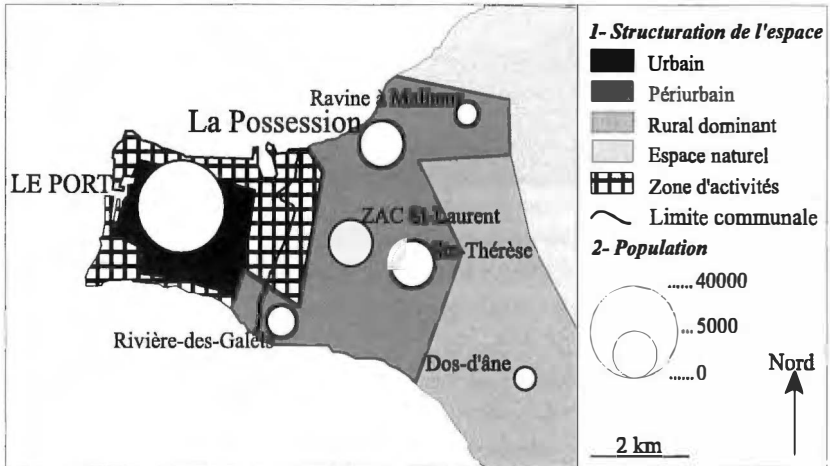 Ravine à
La Possession
LE PORT
ZAC St-Laurent
Ste-Thérèse
Rivière-des-Galets
Dos-d'âne
1- Structuration de l'espace
Urbain
Périurbain
Rural dominant
Espace naturel
Zone d'activités
Limite communale
2- Population
......40000
...5000
......0
Nord
2 km